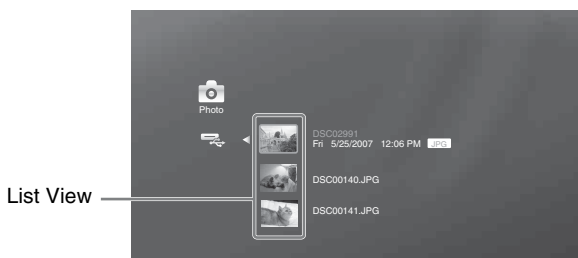 Photo
DSC02991
Fri 5/25/2007 12:06 PM JPG
DSC00140.JPG
List View
DSC00141.JPG